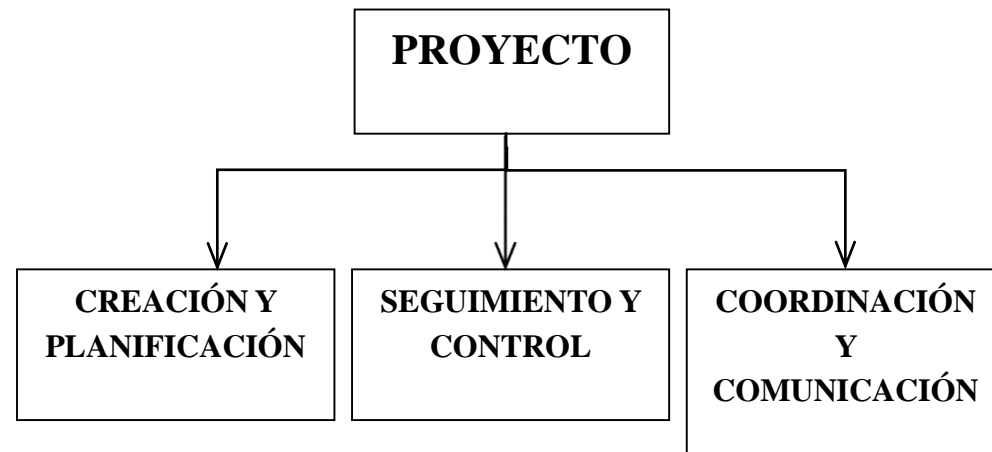 PROYECTO
CREACIÓN Y
PLANIFICACIÓN
SEGUIMIENTO Y
CONTROL
COORDINACIÓN
Y
COMUNICACIÓN